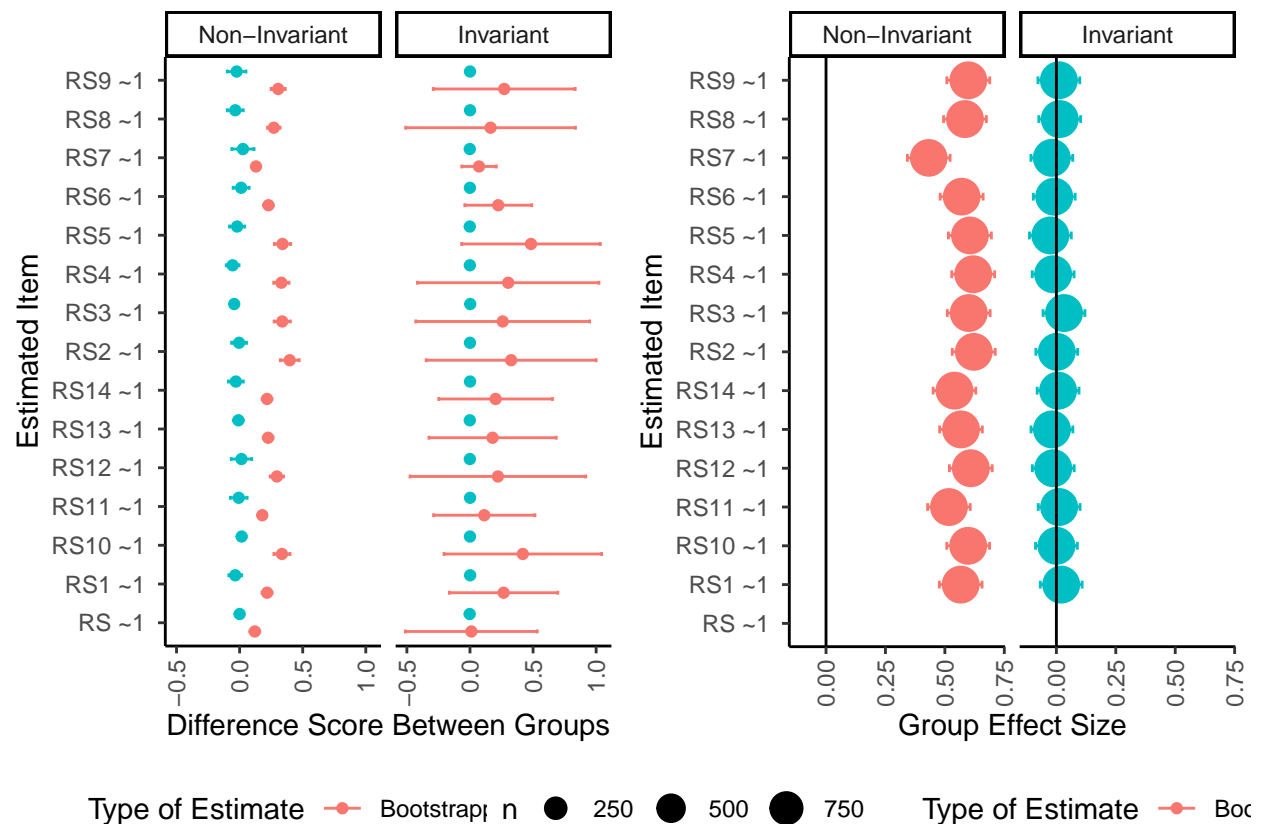 Non−Invariant Invariant
RS9 ~1
RS8 ~1
RS7 ~1
RS6 ~1
RS5 ~1
RS4 ~1
RS3 ~1
RS2 ~1
RS14 ~1
RS13 ~1
RS12 ~1
RS11 ~1
RS10 ~1
RS1 ~1
RS ~1
Estimated Item
−0.5 0.0 0.5 1.0 −0.5 0.0 0.5 1.0
Difference Score Between Groups
Non−Invariant Invariant
RS9 ~1
RS8 ~1
RS7 ~1
RS6 ~1
RS5 ~1
RS4 ~1
RS3 ~1
RS2 ~1
RS14 ~1
RS13 ~1
RS12 ~1
RS11 ~1
RS10 ~1
RS1 ~1
RS ~1
Estimated Item
0.00 0.25 0.50 0.75 0.00 0.25 0.50 0.75
Group Effect Size
Type of Estimate Bootstrapp n 250 500 750 Type of Estimate Boo